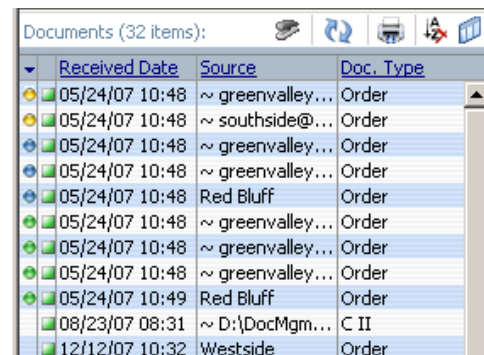 Documents (32 items):
Received Date Source Doc. Type
05/24/07 10:48 ~ greenvalley... Order
05/24/07 10:48 ~ southside@... Order
05/24/07 10:48 ~ greenvalley... Order
05/24/07 10:48 ~ greenvalley... Order
05/24/07 10:48 Red Bluff Order
05/24/07 10:48 ~ greenvalley... Order
05/24/07 10:48 ~ greenvalley... Order
05/24/07 10:48 ~ greenvalley... Order
05/24/07 10:49 Red Bluff Order
08/23/07 08:31 ~ D:\DocMgm... C II
12/12/07 10:32 Westside Order